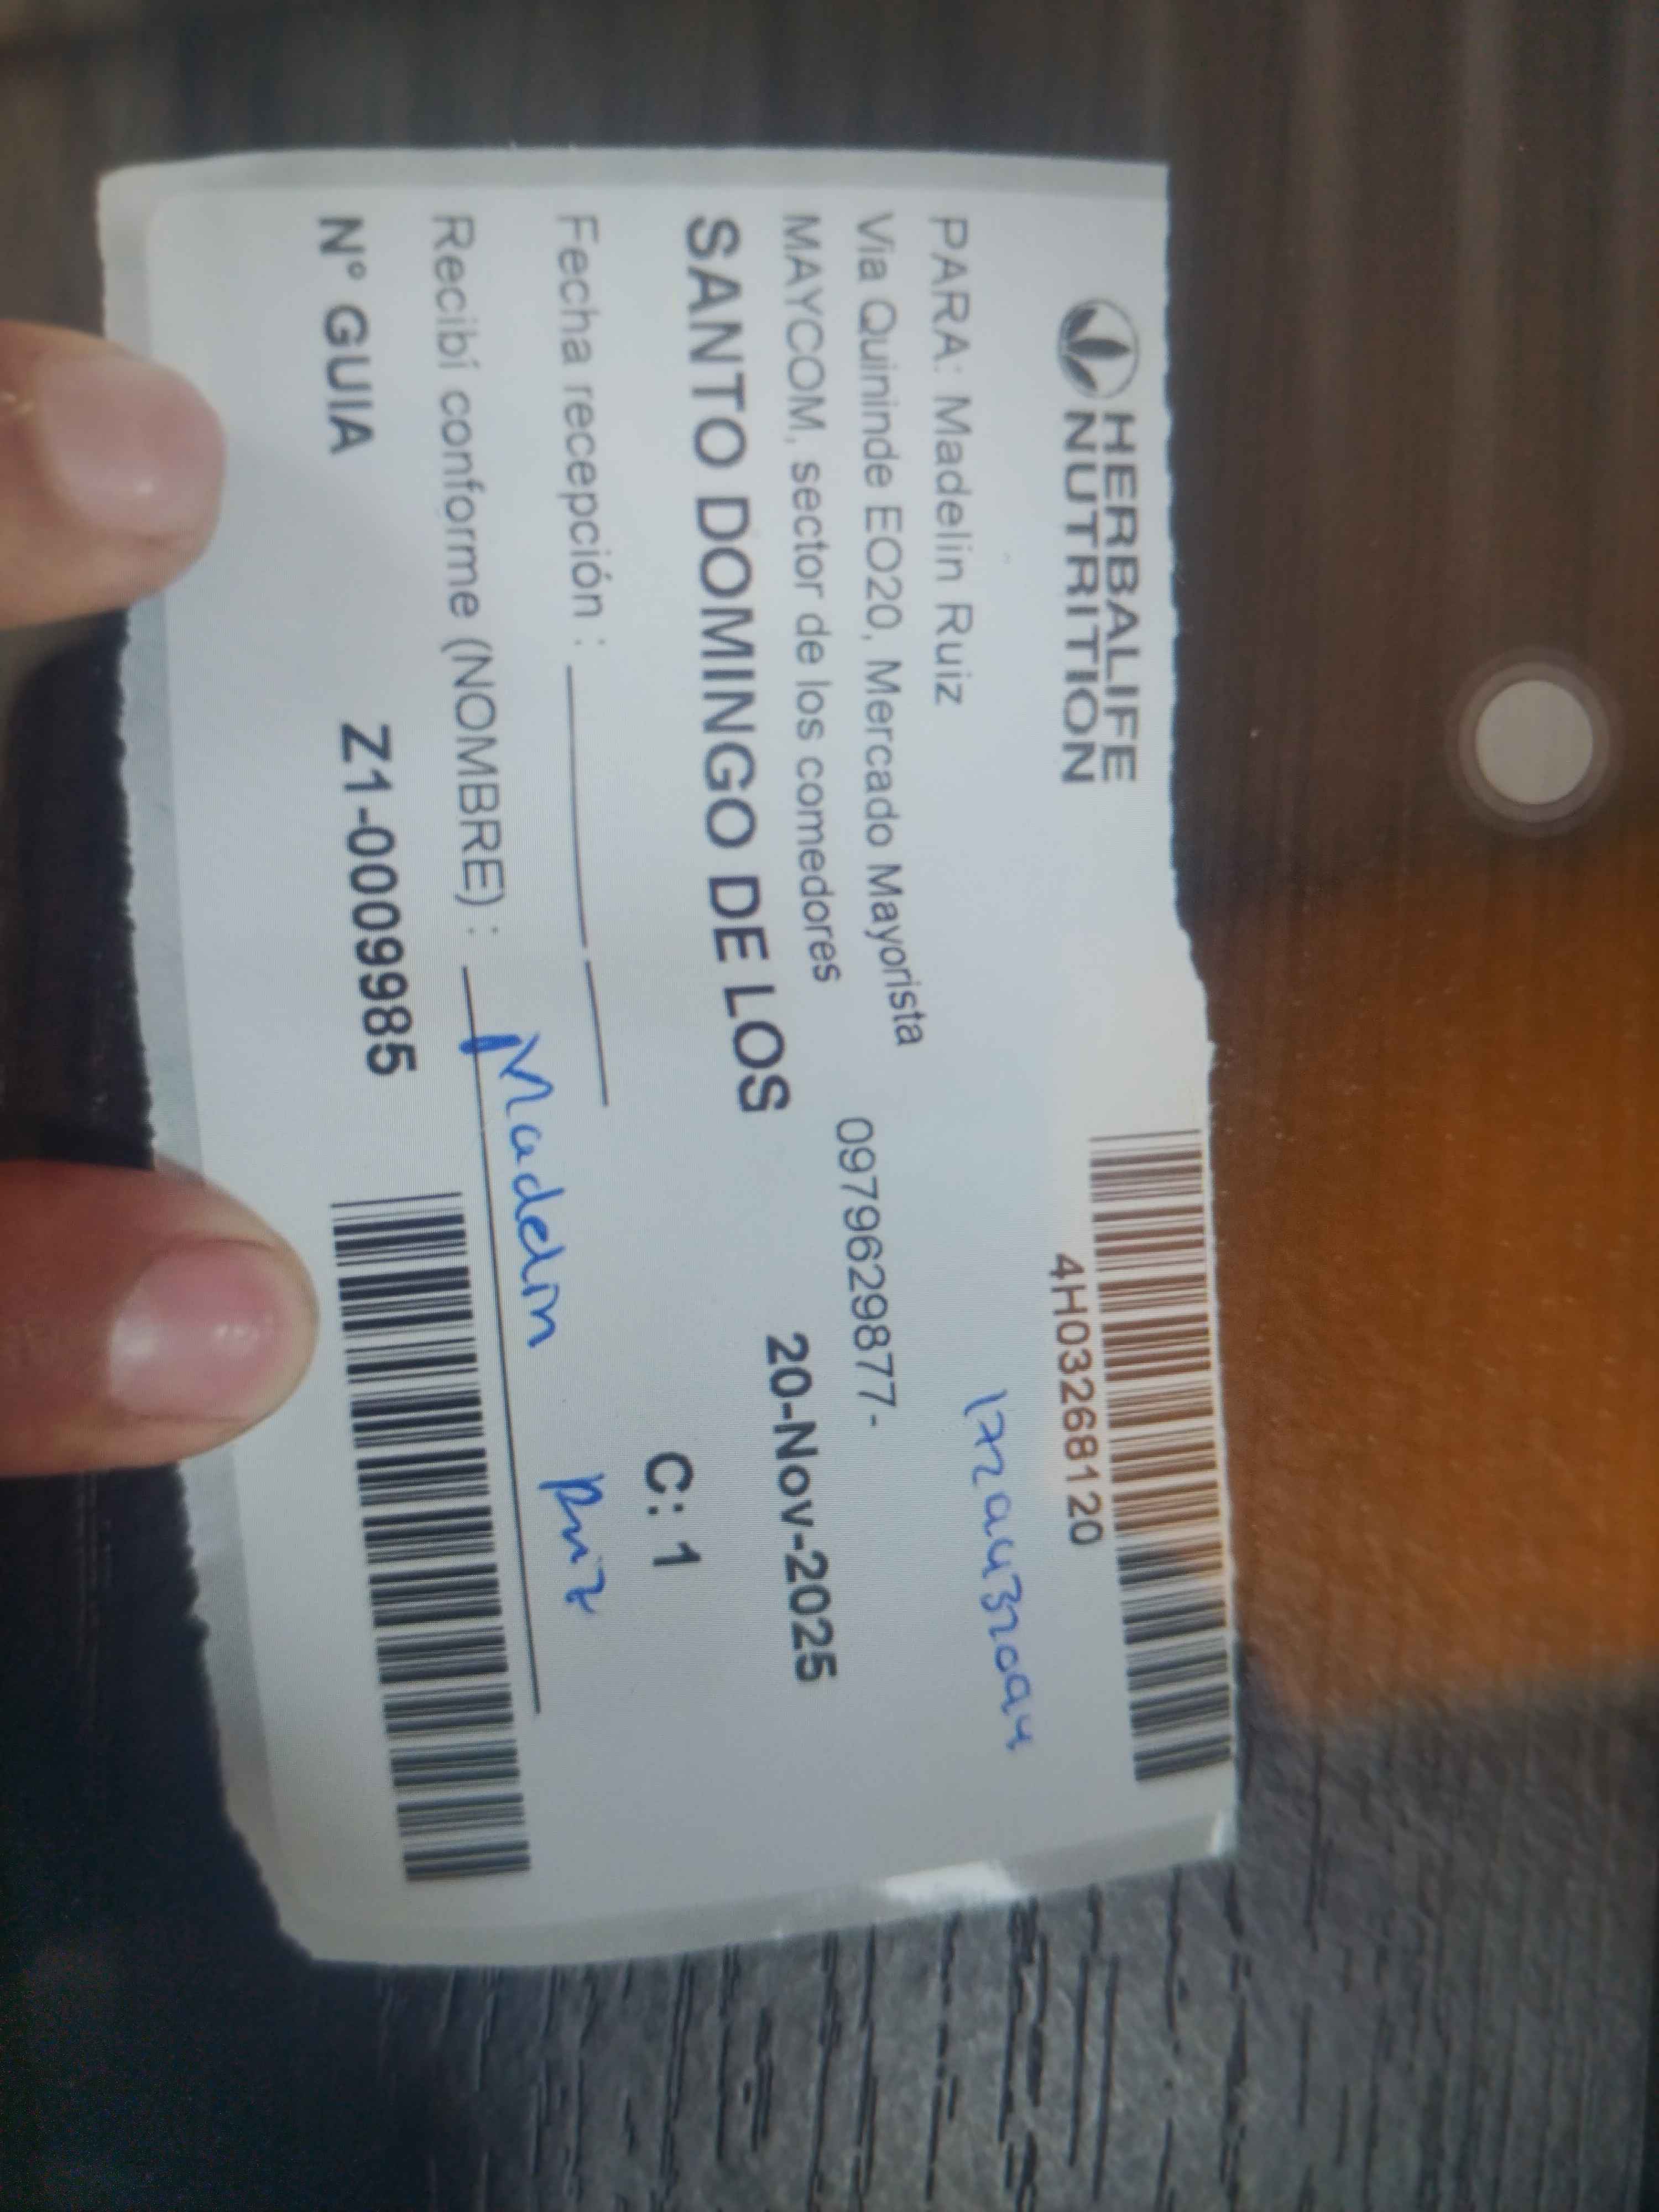 HERBALIFE
NUTRITION
4H03268120
PARA: Madelin Ruiz
Via Quininde EO20, Mercado Mayorista
MAYCOM, sector de los comedores
0979629877-
SANTO DOMINGO DE LOS
20-Nov-2025
Fecha recepción :
C: 1
Recibí conforme (NOMBRE) : Madelin Ruiz
Nº GUIA
Z1-0009985